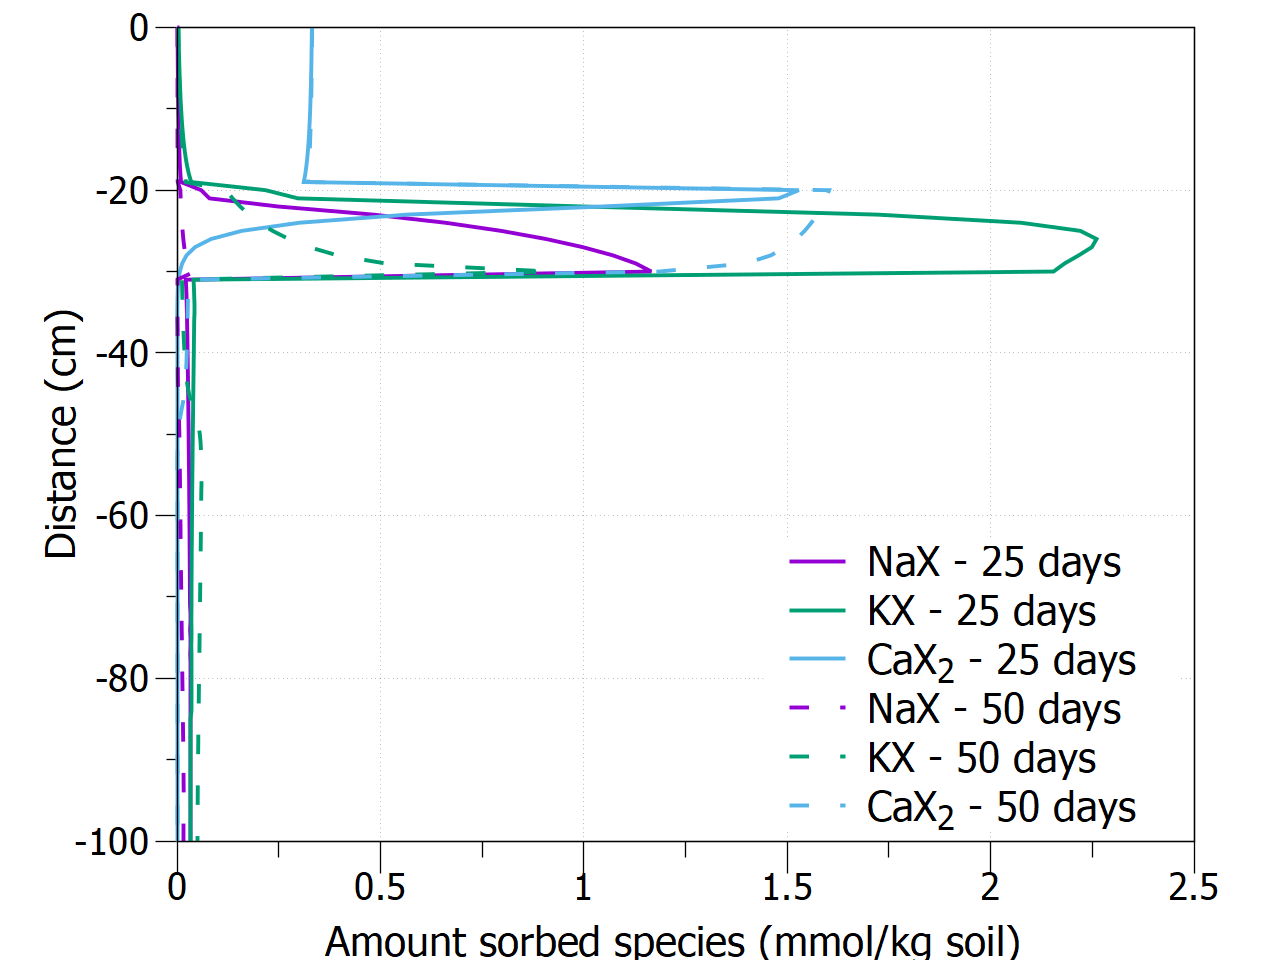 0
-20
-40
-60
-80
-100
Distance (cm)
NaX - 25 days
KX - 25 days
CaX₂ - 25 days
NaX - 50 days
KX - 50 days
CaX₂ - 50 days
0 0.5 1 1.5 2 2.5
Amount sorbed species (mmol/kg soil)